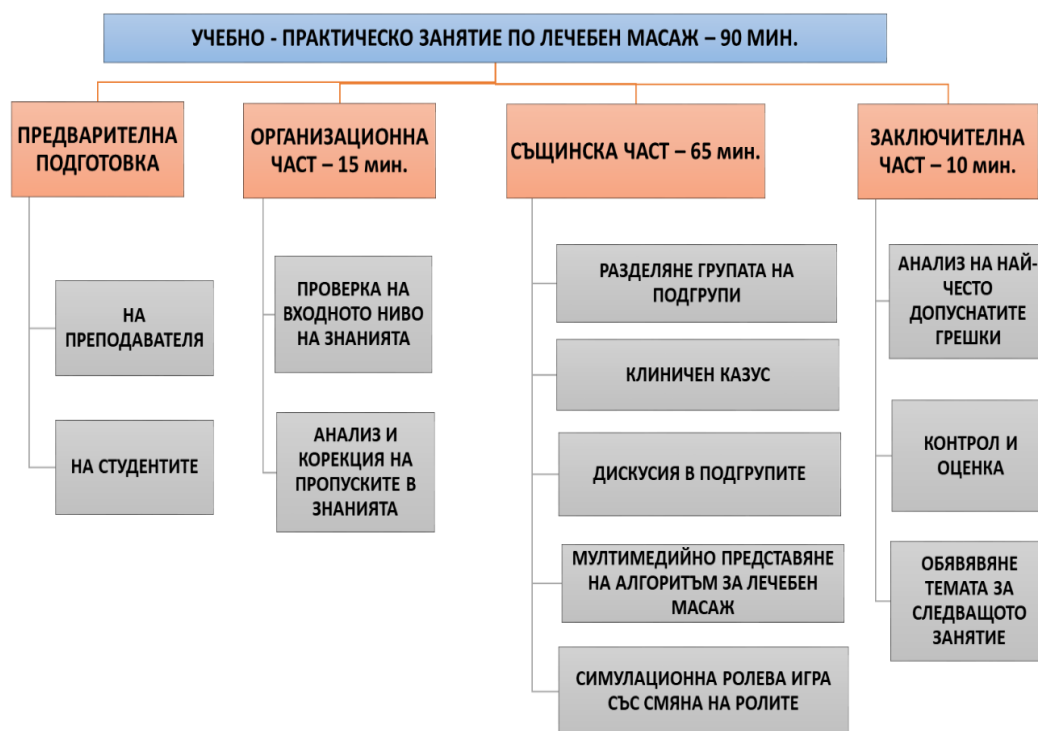 УЧЕБНО - ПРАКТИЧЕСКО ЗАНЯТИЕ ПО ЛЕЧЕБЕН МАСАЖ – 90 МИН.
ПРЕДВАРИТЕЛНА
ПОДГОТОВКА
НА
ПРЕПОДАВАТЕЛЯ
НА СТУДЕНТИТЕ
ОРГАНИЗАЦИОННА
ЧАСТ – 15 мин.
ПРОВЕРКА НА
ВХОДНОТО НИВО
НА ЗНАНИЯТА
АНАЛИЗ И
КОРЕКЦИЯ НА
ПРОПУСКИТЕ В
ЗНАНИЯТА
СЪЩИНСКА ЧАСТ – 65 мин.
РАЗДЕЛЯНЕ ГРУПАТА НА
ПОДГРУПИ
КЛИНИЧЕН КАЗУС
ДИСКУСИЯ В ПОДГРУПИТЕ
МУЛТИМЕДИЙНО ПРЕДСТАВЯНЕ
НА АЛГОРИТЪМ ЗА ЛЕЧЕБЕН
МАСАЖ
СИМУЛАЦИОННА РОЛЕВА ИГРА
СЪС СМЯНА НА РОЛИТЕ
ЗАКЛЮЧИТЕЛНА
ЧАСТ – 10 мин.
АНАЛИЗ НА НАЙ-
ЧЕСТО
ДОПУСНАТИТЕ
ГРЕШКИ
КОНТРОЛ И
ОЦЕНКА
ОБЯВЯВАНЕ
ТЕМАТА ЗА
СЛЕДВАЩОТО
ЗАНЯТИЕ